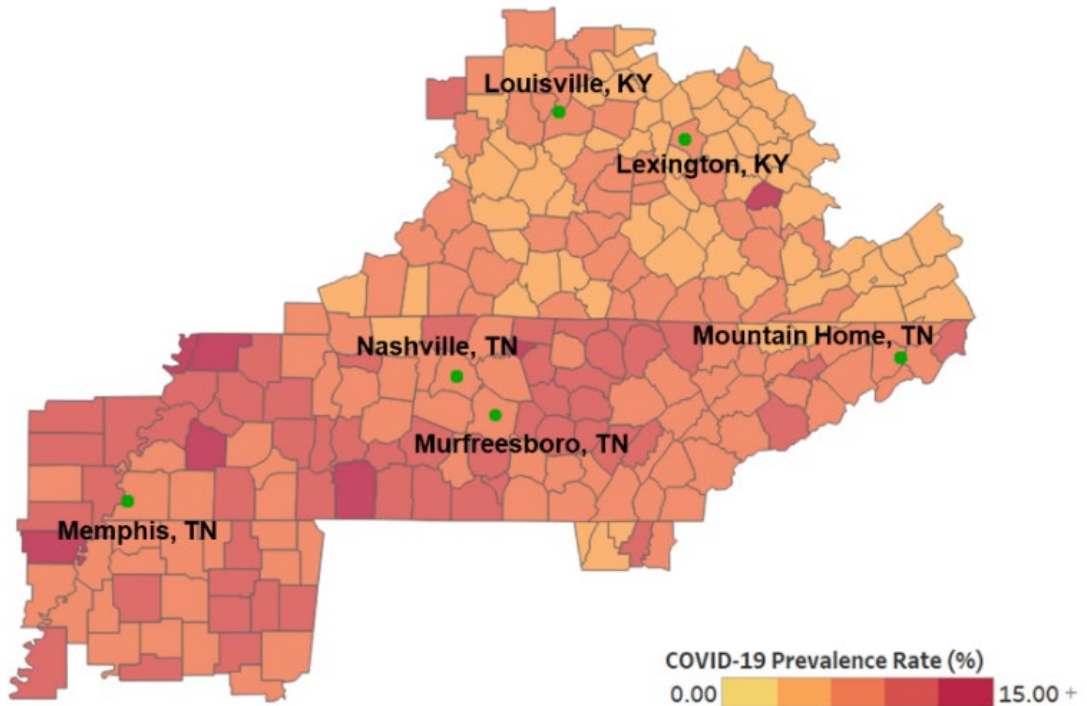 Louisville, KY
Lexington, KY
Mountain Home, TN
Nashville, TN
Murfreesboro, TN
Memphis, TN
COVID-19 Prevalence Rate (%)
0.00 15.00 +